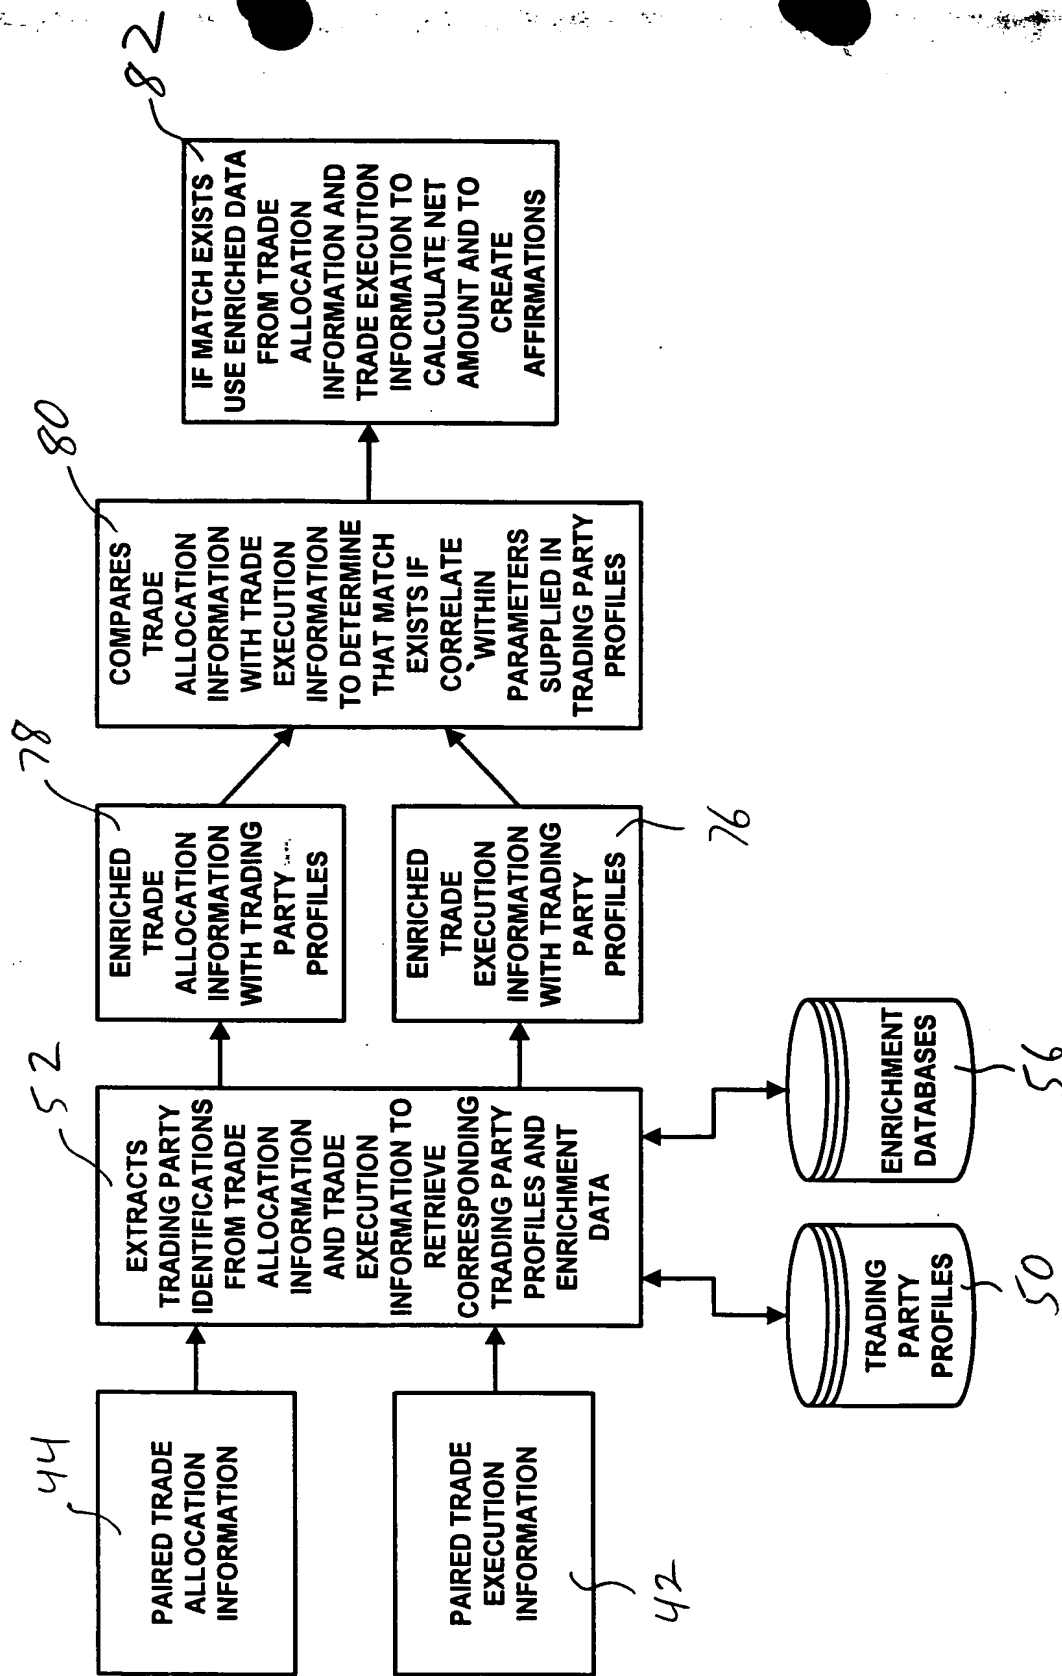 44
PAIRED TRADE
ALLOCATION
INFORMATION
42
PAIRED TRADE
EXECUTION
INFORMATION
52
EXTRACTS
TRADING PARTY
IDENTIFICATIONS
FROM TRADE
ALLOCATION
INFORMATION
AND TRADE
EXECUTION
INFORMATION TO
RETRIEVE
CORRESPONDING
TRADING PARTY
PROFILES AND
ENRICHMENT
DATA
TRADING
PARTY
PROFILES
50
ENRICHMENT
DATABASES
56
78
ENRICHED
TRADE
ALLOCATION
INFORMATION
WITH TRADING
PARTY
PROFILES
ENRICHED
TRADE
EXECUTION
INFORMATION
WITH TRADING
PARTY
PROFILES
76
80
COMPARES
TRADE
ALLOCATION
INFORMATION
WITH TRADE
EXECUTION
INFORMATION
TO DETERMINE
THAT MATCH
EXISTS IF
CORRELATE
WITHIN
PARAMETERS
SUPPLIED IN
TRADING PARTY
PROFILES
82
IF MATCH EXISTS
USE ENRICHED DATA
FROM TRADE
ALLOCATION
INFORMATION AND
TRADE EXECUTION
INFORMATION TO
CALCULATE NET
AMOUNT AND TO
CREATE
AFFIRMATIONS